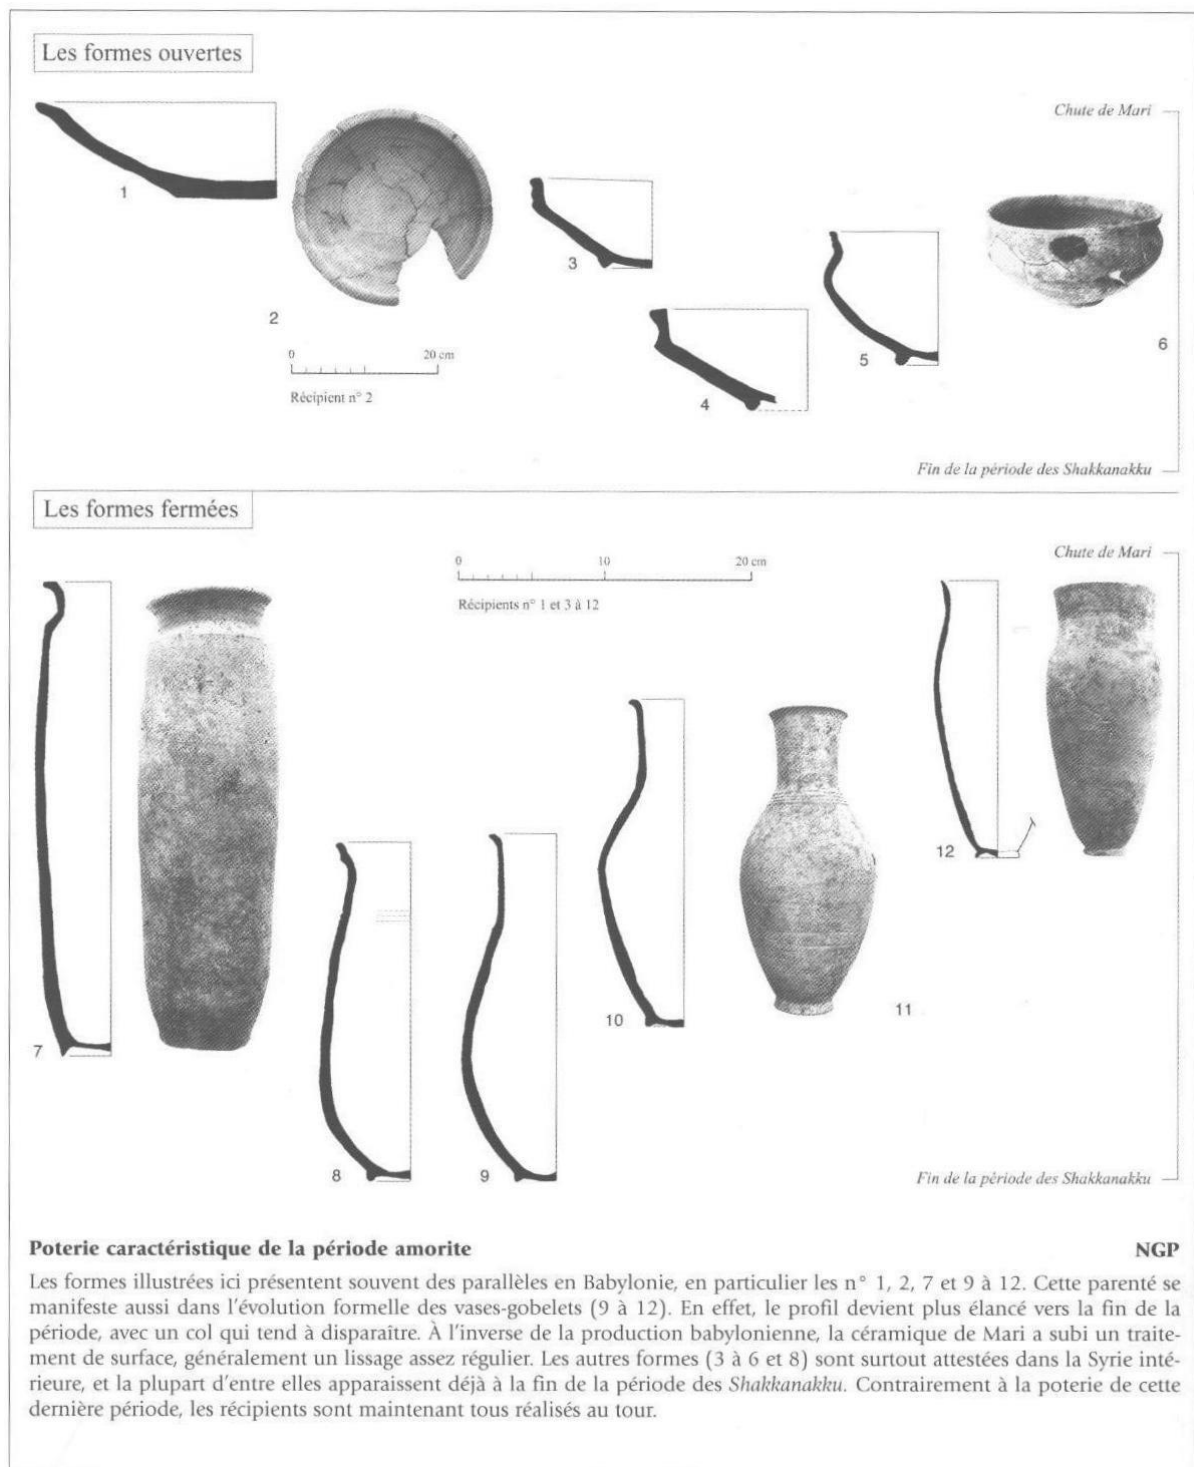 Les formes ouvertes
Chute de Mari
1
2
3
4
5
6
0 20 cm
Récipient n° 2
Fin de la période des Shakkanakku
Les formes fermées
Chute de Mari
0 10 20 cm
Récipients n° 1 et 3 à 12
7
8
9
10
11
12
Fin de la période des Shakkanakku
Poterie caractéristique de la période amorite NGP
Les formes illustrées ici présentent souvent des parallèles en Babylonie, en particulier les n° 1, 2, 7 et 9 à 12. Cette parenté se
manifeste aussi dans l'évolution formelle des vases-gobelets (9 à 12). En effet, le profil devient plus élancé vers la fin de la
période, avec un col qui tend à disparaître. À l'inverse de la production babylonienne, la céramique de Mari a subi un traite-
ment de surface, généralement un lissage assez régulier. Les autres formes (3 à 6 et 8) sont surtout attestées dans la Syrie inté-
rieure, et la plupart d'entre elles apparaissent déjà à la fin de la période des Shakkanakku. Contrairement à la poterie de cette
dernière période, les récipients sont maintenant tous réalisés au tour.